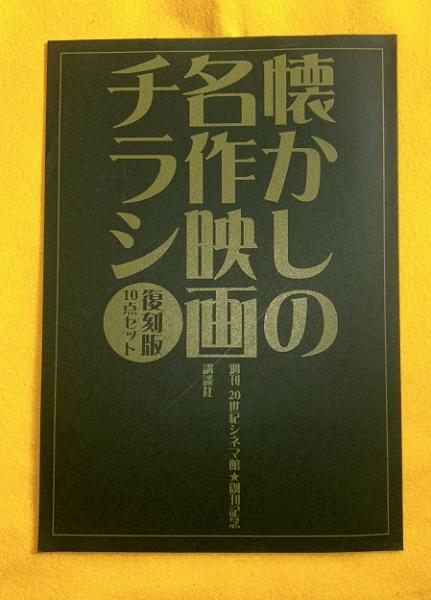 懐かしの
名作映画
チラシ
復刻版
10点セット
週刊20世紀シネマ館★創刊記念
講談社